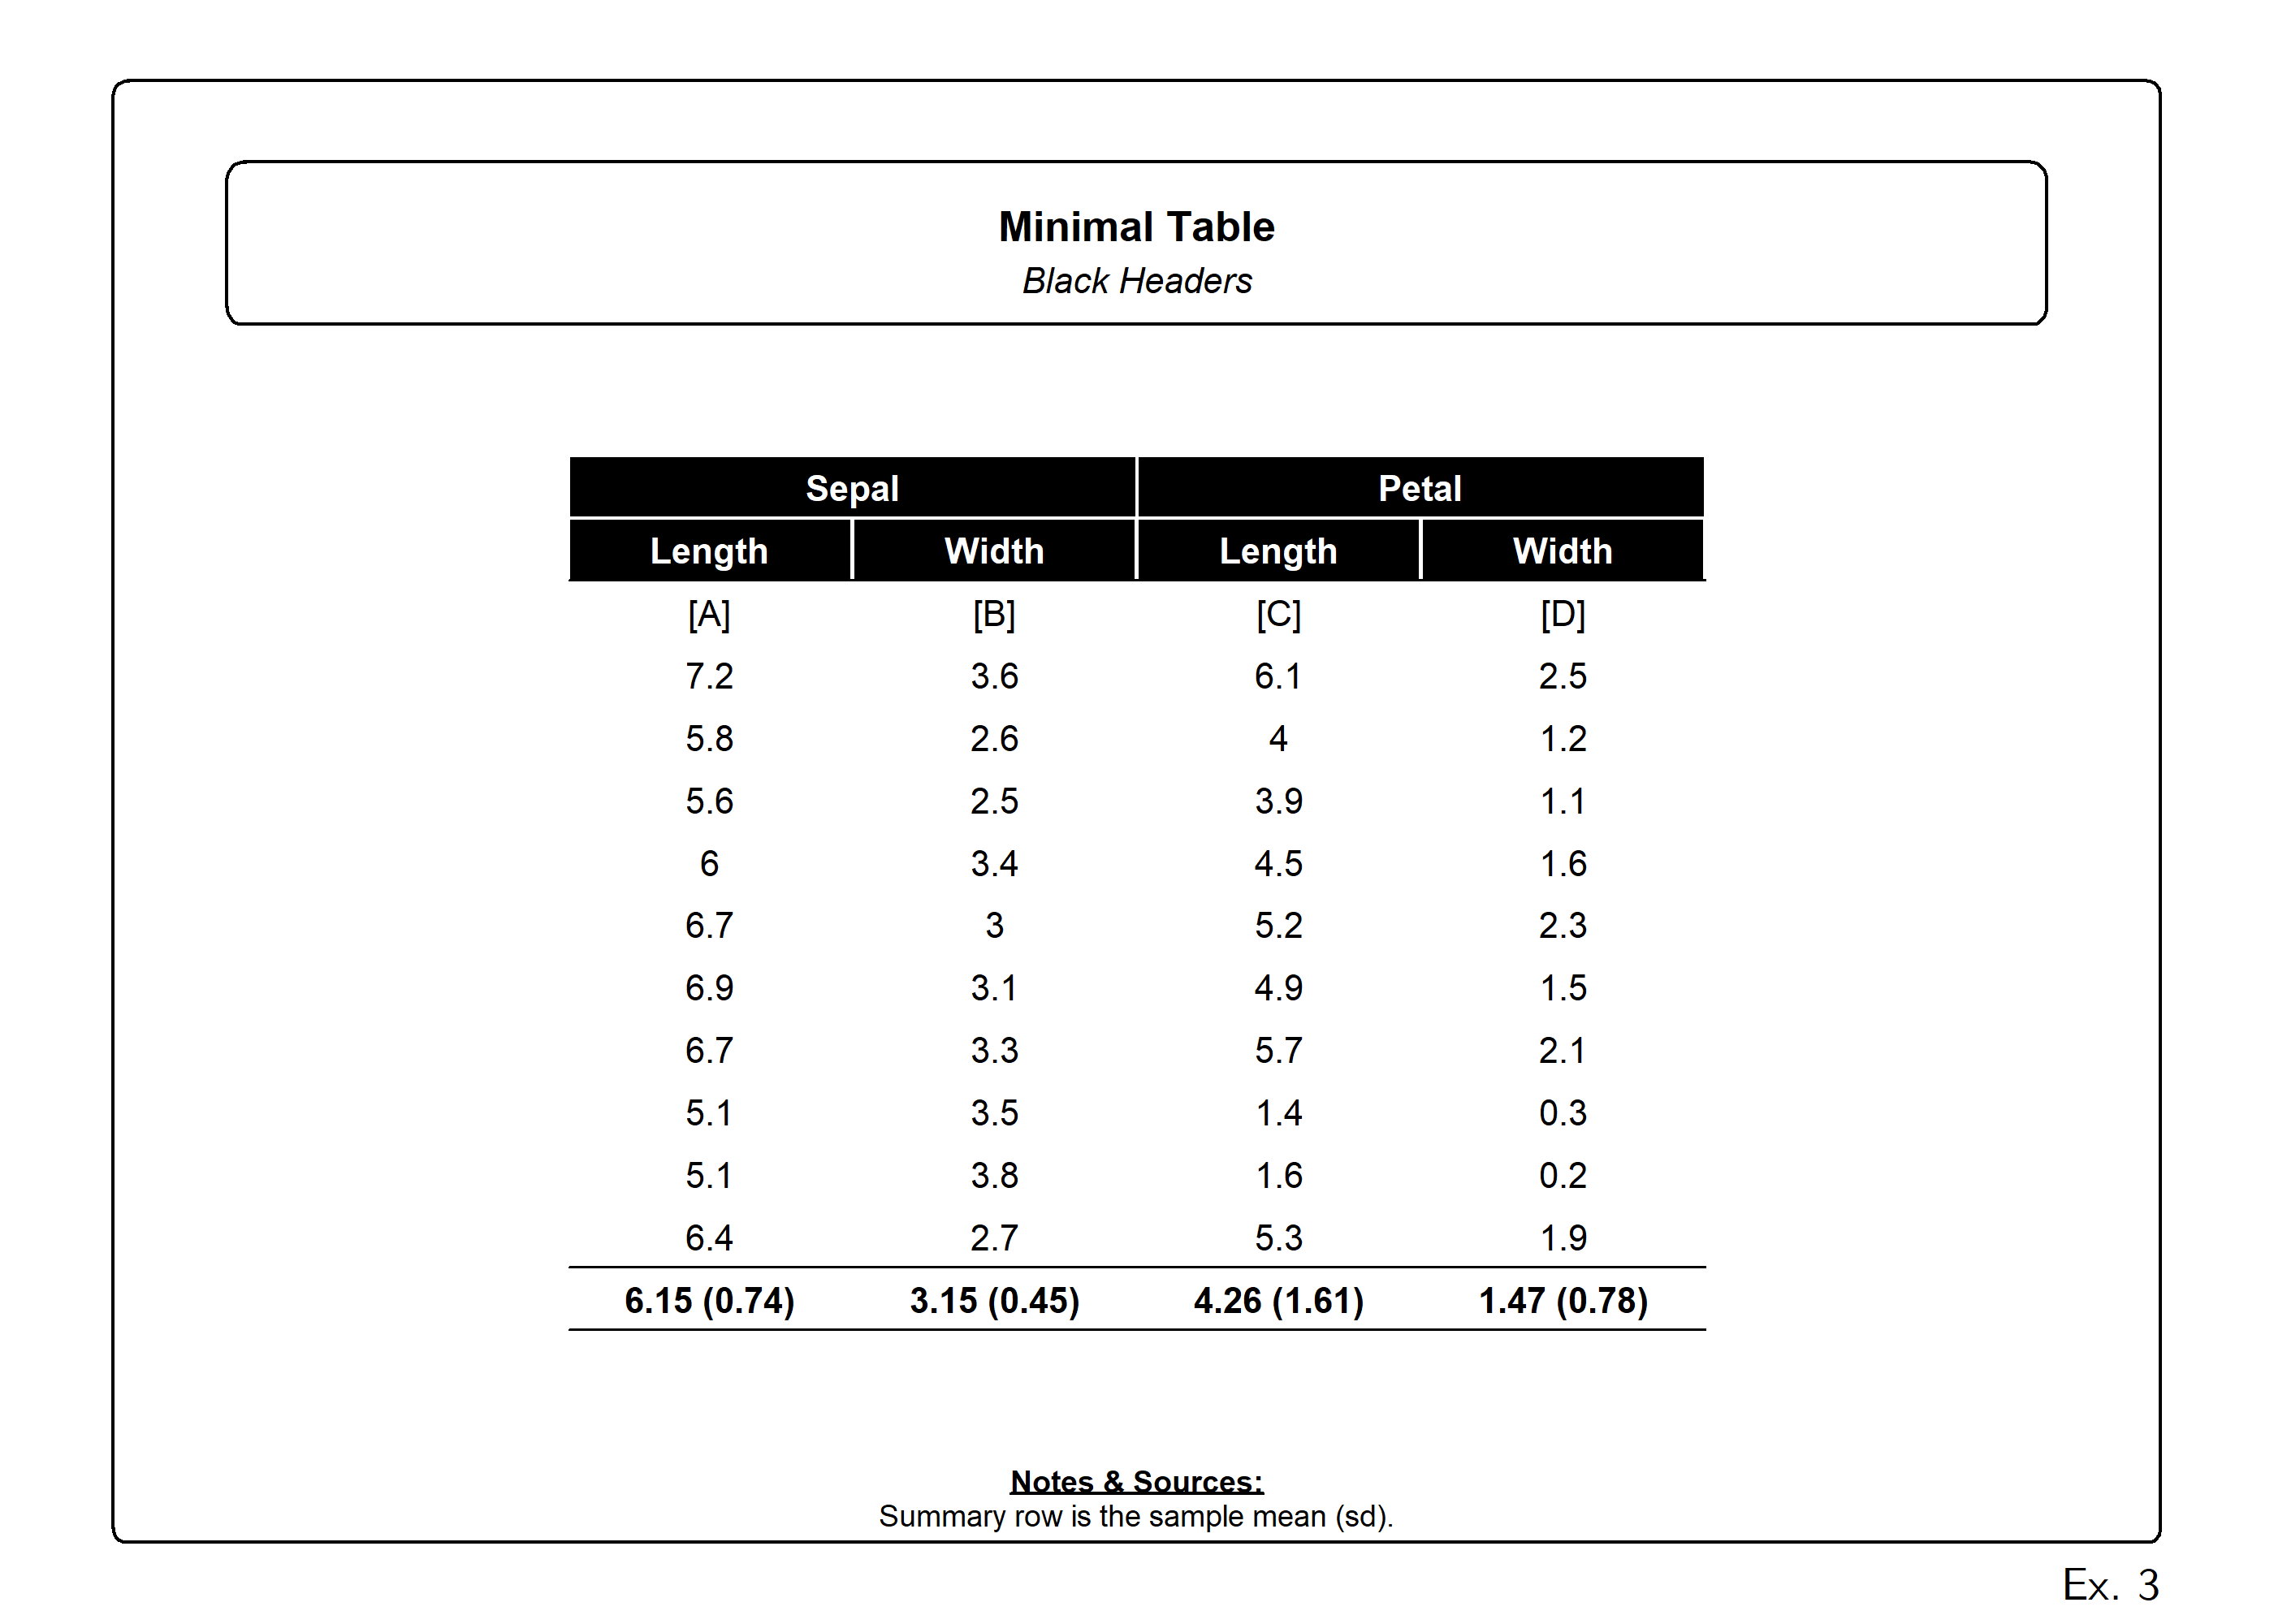 Minimal Table
Black Headers
Sepal Petal
Length Width Length Width
[A] [B] [C] [D]
7.2 3.6 6.1 2.5
5.8 2.6 4 1.2
5.6 2.5 3.9 1.1
6 3.4 4.5 1.6
6.7 3 5.2 2.3
6.9 3.1 4.9 1.5
6.7 3.3 5.7 2.1
5.1 3.5 1.4 0.3
5.1 3.8 1.6 0.2
6.4 2.7 5.3 1.9
6.15 (0.74) 3.15 (0.45) 4.26 (1.61) 1.47 (0.78)
Notes & Sources:
Summary row is the sample mean (sd).
Ex. 3